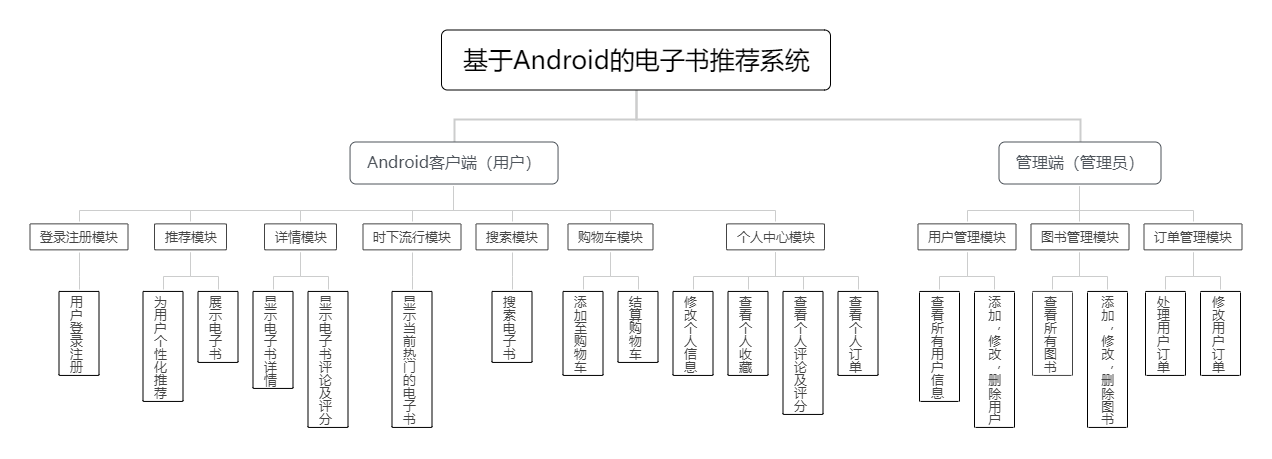 基于Android的电子书推荐系统
Android客户端（用户）
管理端（管理员）
登录注册模块
推荐模块
详情模块
时下流行模块
搜索模块
购物车模块
个人中心模块
用户管理模块
图书管理模块
订单管理模块
用户登录注册
为用户个性化推荐
展示电子书
显示电子书详情
显示电子书评论及评分
显示当前热门的电子书
搜索电子书
添加至购物车
结算购物车
修改个人信息
查看个人收藏
查看个人评论及评分
查看个人订单
查看所有用户信息
添加，修改，删除用户
查看所有图书
添加，修改，删除图书
处理用户订单
修改用户订单